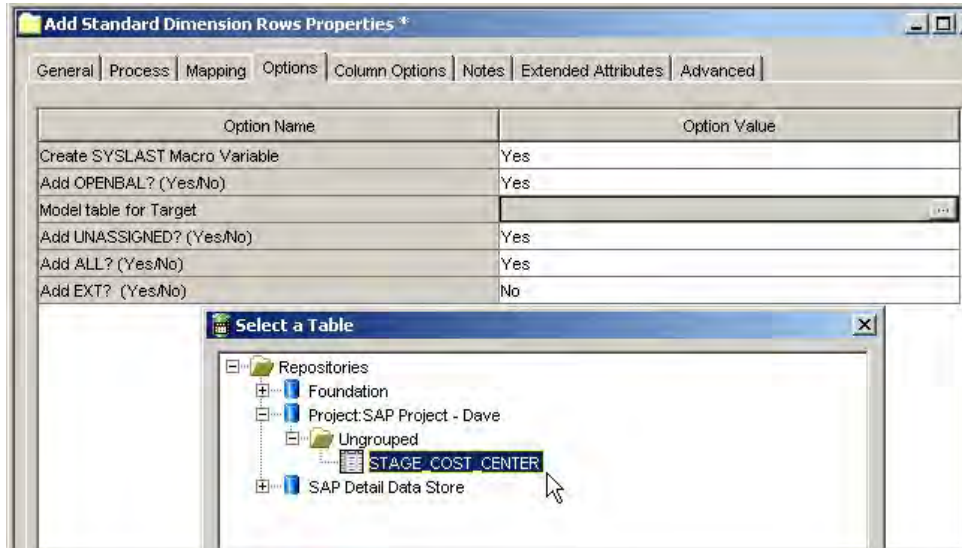 Add Standard Dimension Rows Properties *
General Process Mapping Options Column Options Notes Extended Attributes Advanced
Option Name Option Value
Create SYSLAST Macro Variable Yes
Add OPENBAL? (Yes/No) Yes
Model table for Target ...
Add UNASSIGNED? (Yes/No) Yes
Add ALL? (Yes/No) Yes
Add EXT? (Yes/No) No
Select a Table
Repositories
Foundation
Project:SAP Project - Dave
Ungrouped
STAGE_COST_CENTER
SAP Detail Data Store